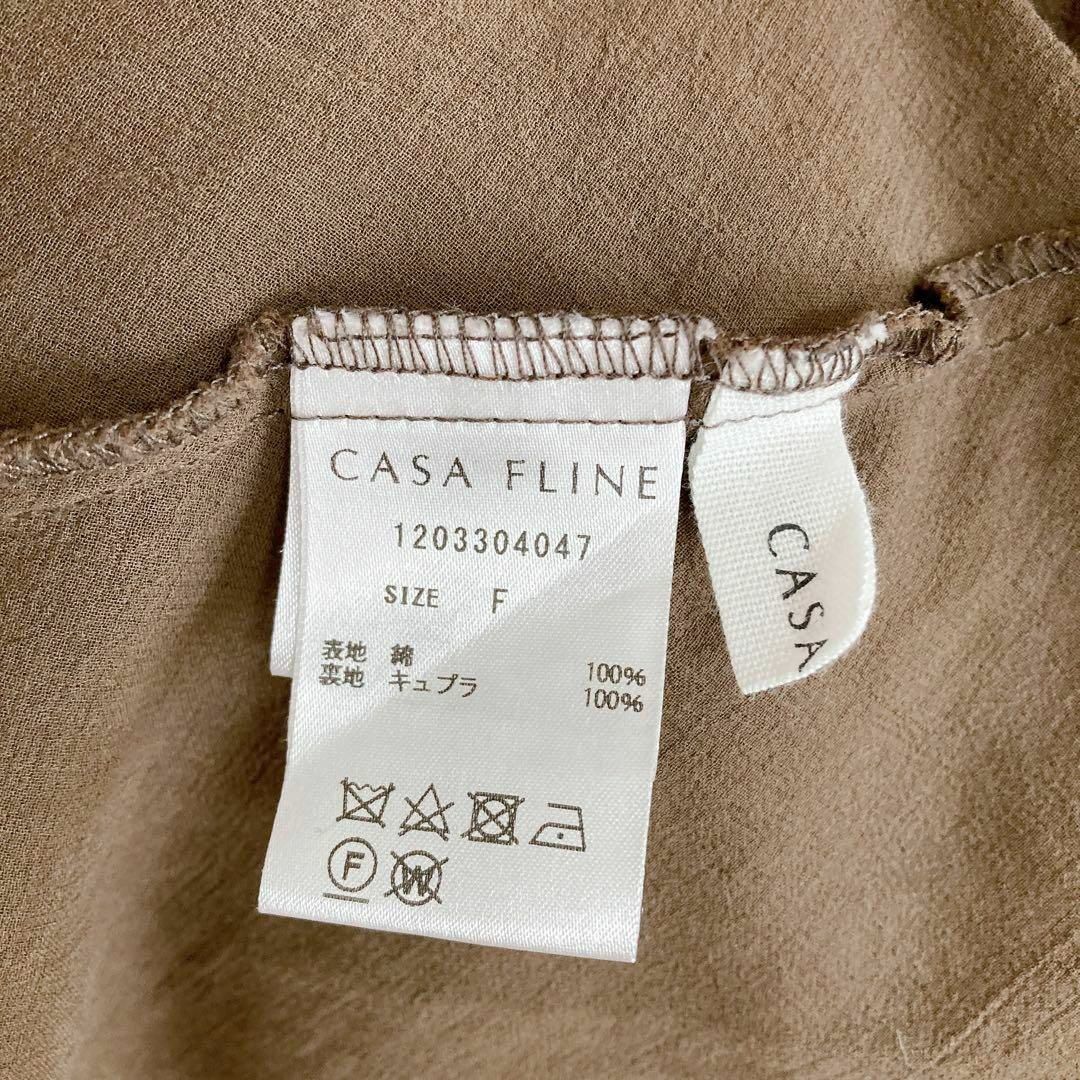 CASA FLINE
1203304047
SIZE F
表地 綿 100%
裏地 キュプラ 100%
F
W
CASA